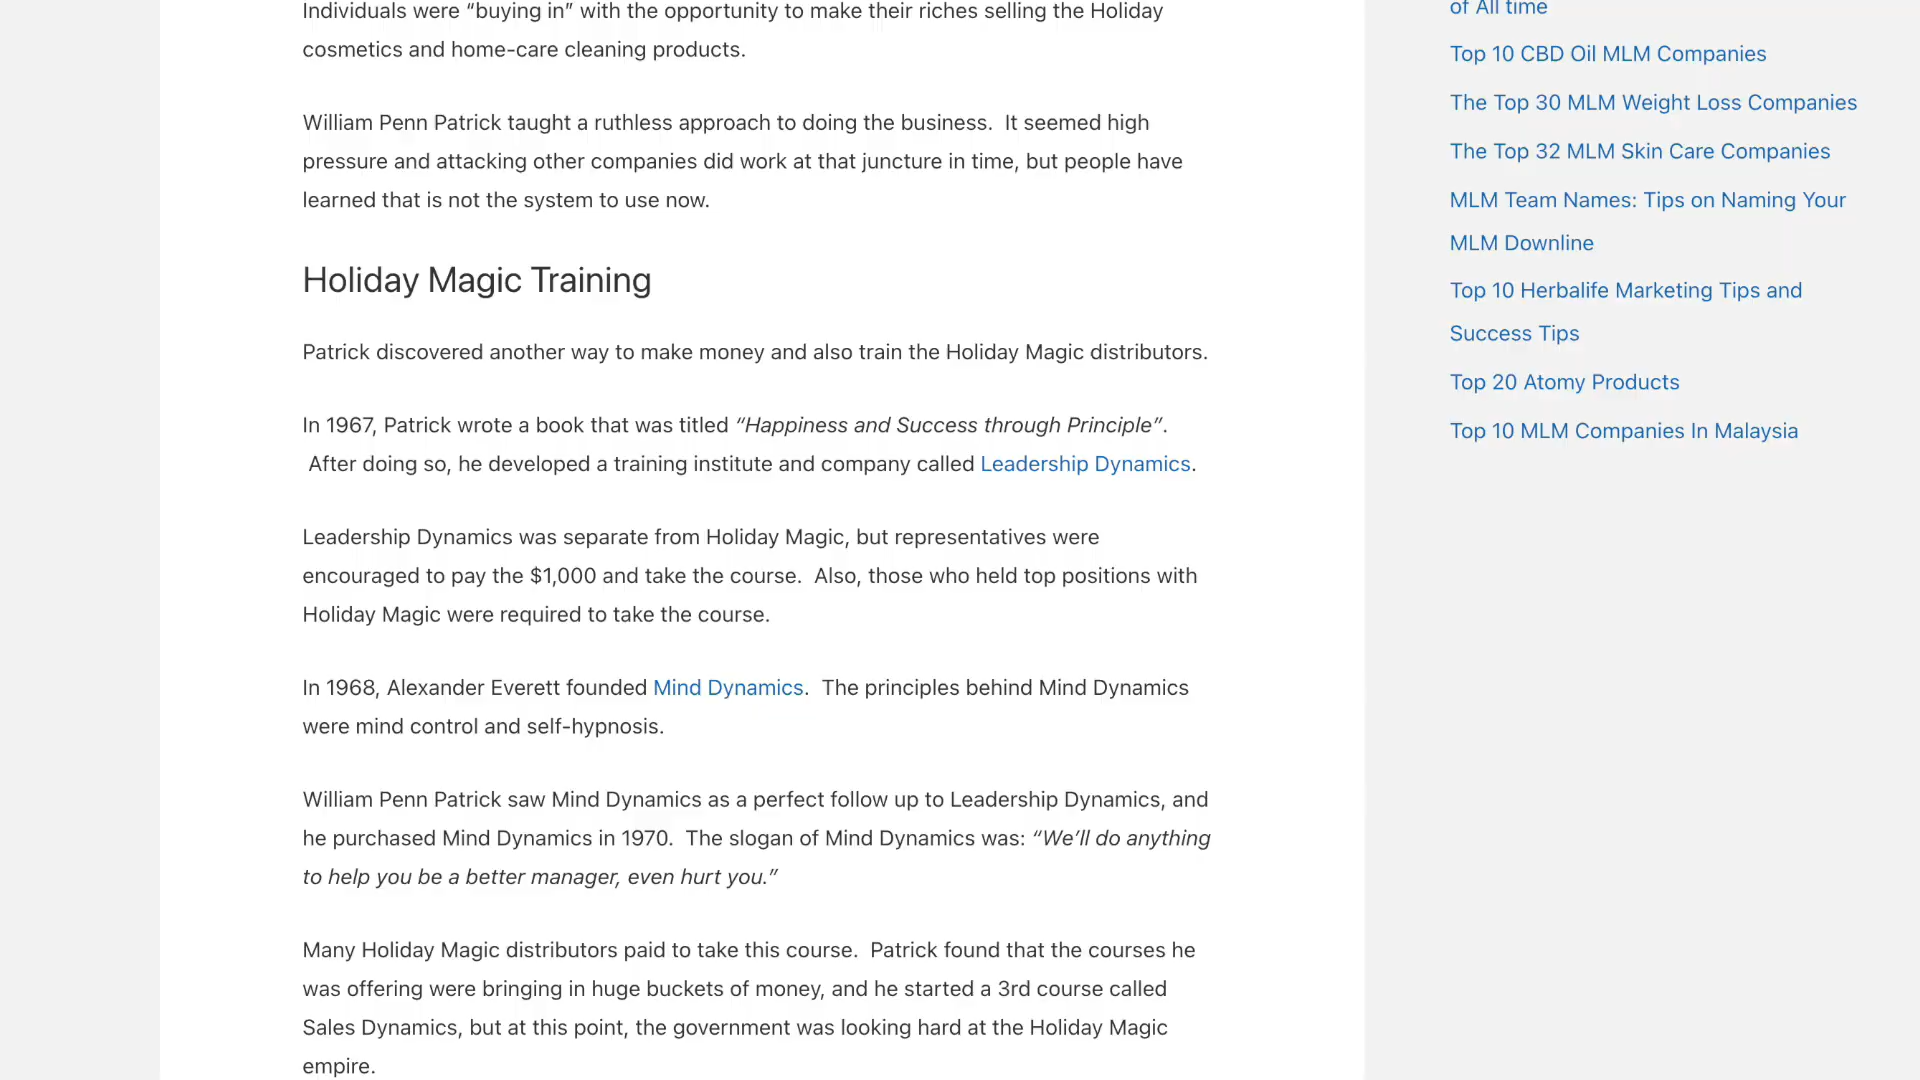 Individuals were “buying in” with the opportunity to make their riches selling the Holiday
cosmetics and home-care cleaning products.
William Penn Patrick taught a ruthless approach to doing the business.  It seemed high
pressure and attacking other companies did work at that juncture in time, but people have
learned that is not the system to use now.
Holiday Magic Training
Patrick discovered another way to make money and also train the Holiday Magic distributors.
In 1967, Patrick wrote a book that was titled “Happiness and Success through Principle”.
After doing so, he developed a training institute and company called Leadership Dynamics.
Leadership Dynamics was separate from Holiday Magic, but representatives were
encouraged to pay the $1,000 and take the course.  Also, those who held top positions with
Holiday Magic were required to take the course.
In 1968, Alexander Everett founded Mind Dynamics.  The principles behind Mind Dynamics
were mind control and self-hypnosis.
William Penn Patrick saw Mind Dynamics as a perfect follow up to Leadership Dynamics, and
he purchased Mind Dynamics in 1970.  The slogan of Mind Dynamics was: “We’ll do anything
to help you be a better manager, even hurt you.”
Many Holiday Magic distributors paid to take this course.  Patrick found that the courses he
was offering were bringing in huge buckets of money, and he started a 3rd course called
Sales Dynamics, but at this point, the government was looking hard at the Holiday Magic
empire.
of All time
Top 10 CBD Oil MLM Companies
The Top 30 MLM Weight Loss Companies
The Top 32 MLM Skin Care Companies
MLM Team Names: Tips on Naming Your
MLM Downline
Top 10 Herbalife Marketing Tips and
Success Tips
Top 20 Atomy Products
Top 10 MLM Companies In Malaysia